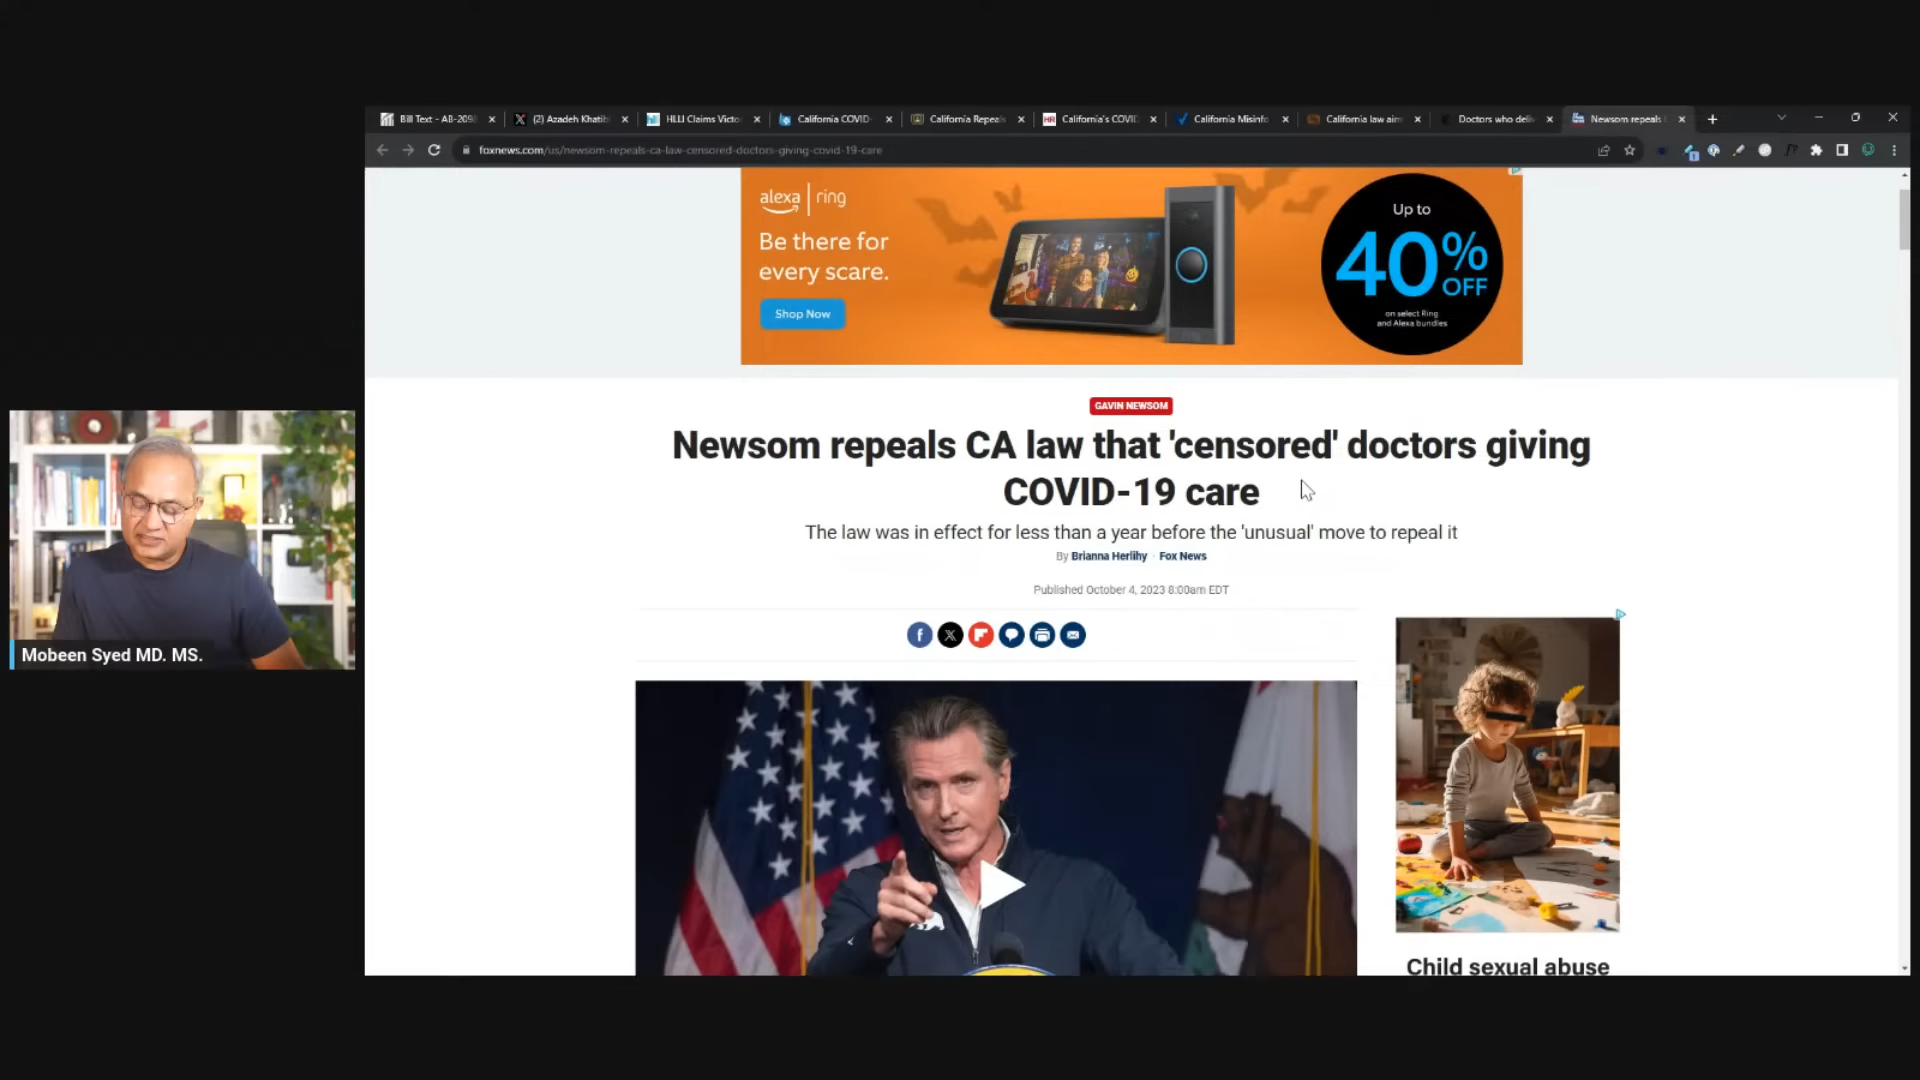 Bill Text - AB-2098
(2) Azadeh Khatibi
HLLI Claims Victo
California COVID-
California Repeals
HR
California's COVID
California Misinfo
California law aim
Doctors who deli
Newsom repeals
foxnews.com/us/newsom-repeals-ca-law-censored-doctors-giving-covid-19-care
alexa | ring
Be there for
every scare.
Shop Now
Up to
40%
OFF
on select Ring
and Alexa bundles
GAVIN NEWSOM
Newsom repeals CA law that 'censored' doctors giving
COVID-19 care
The law was in effect for less than a year before the 'unusual' move to repeal it
By Brianna Herlihy · Fox News
Published October 4, 2023 8:00am EDT
Mobeen Syed MD. MS.
Child sexual abuse